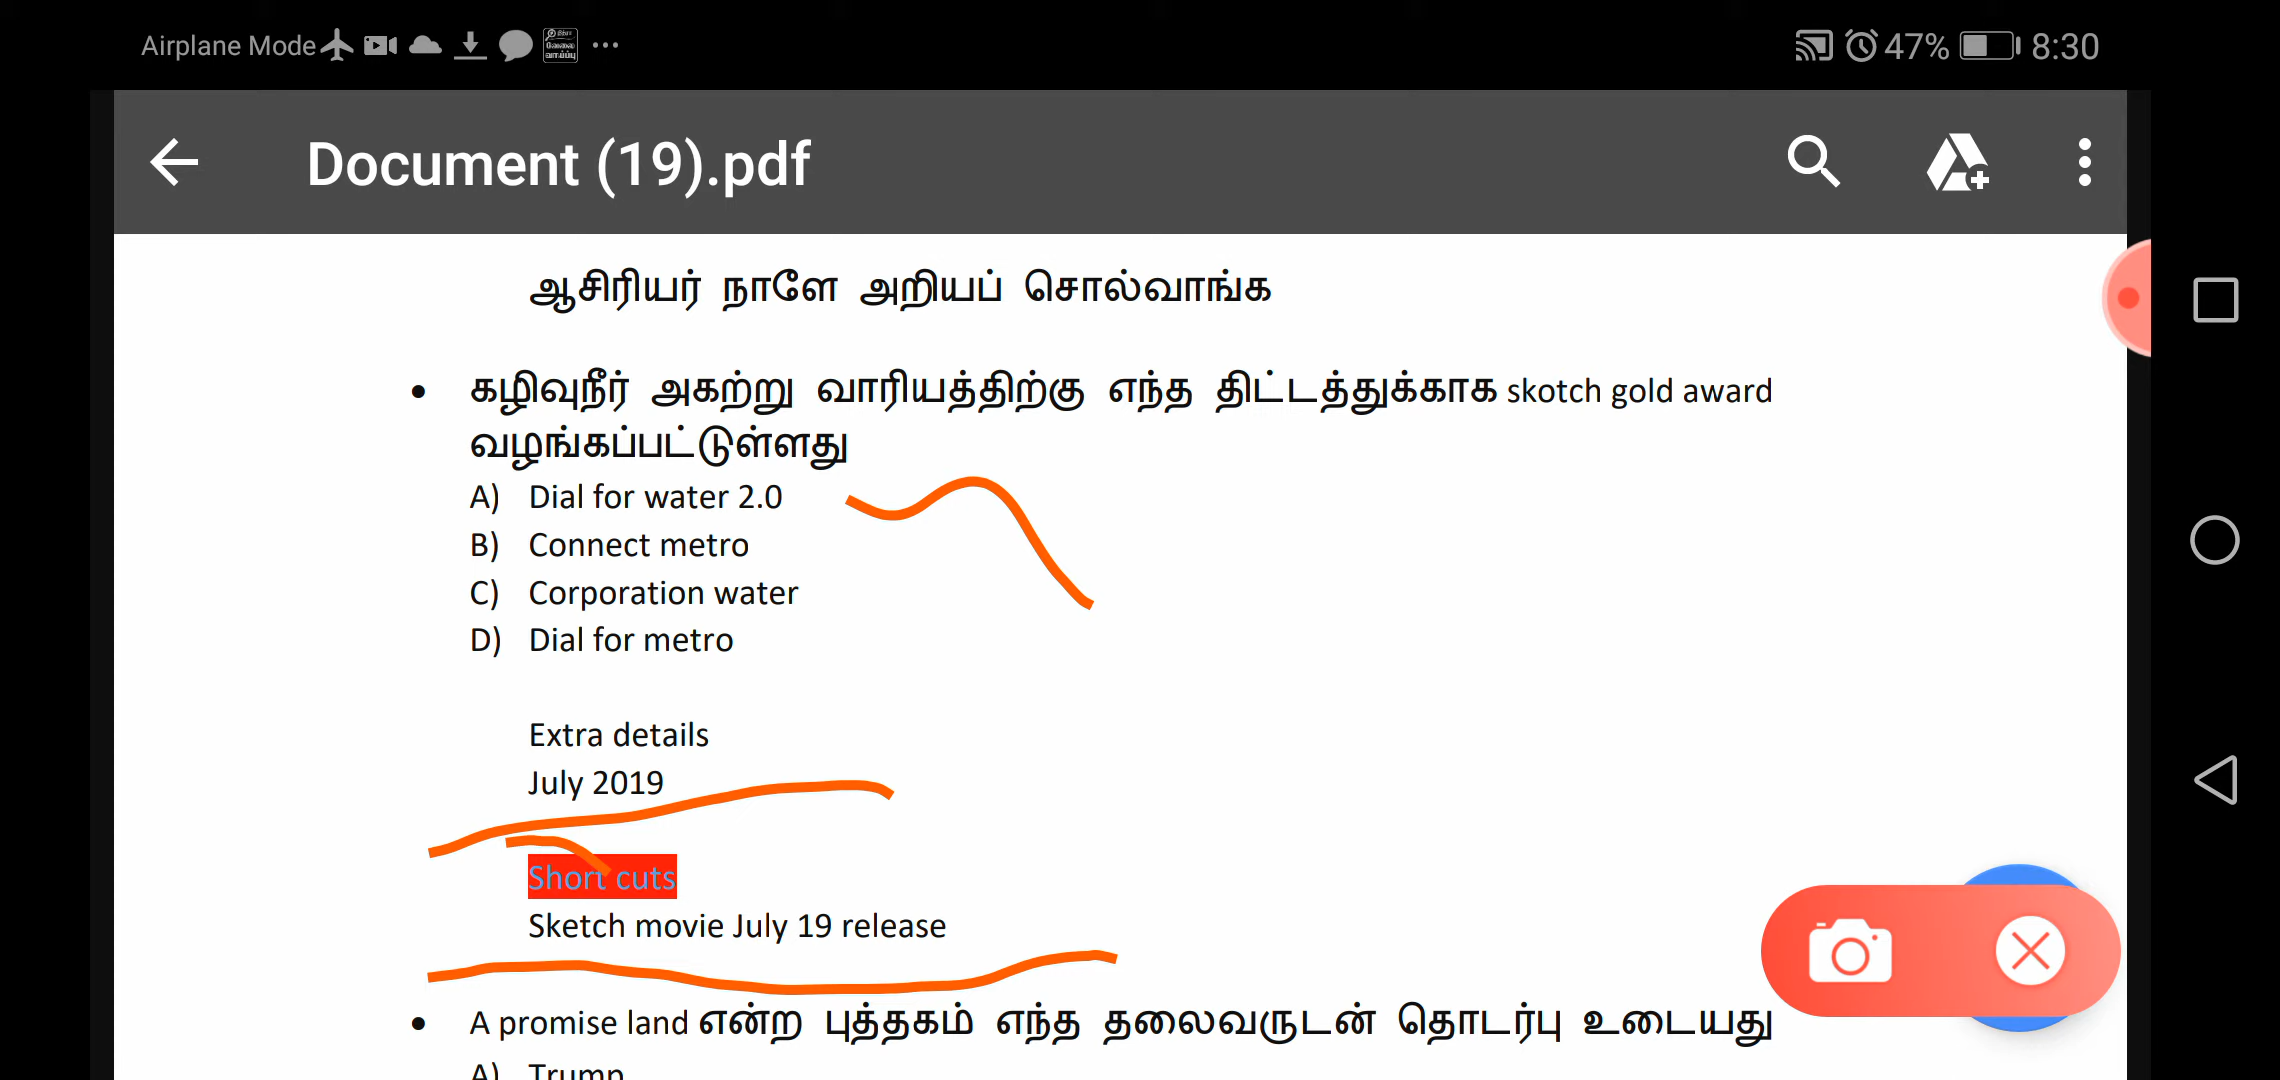 Airplane Mode 47% 8:30
Document (19).pdf
ஆசிரியர் நாளே அறியப் சொல்வாங்க
• கழிவுநீர் அகற்று வாரியத்திற்கு எந்த திட்டத்துக்காக skotch gold award
வழங்கப்பட்டுள்ளது
A) Dial for water 2.0
B) Connect metro
C) Corporation water
D) Dial for metro
Extra details
July 2019
Short cuts
Sketch movie July 19 release
• A promise land என்ற புத்தகம் எந்த தலைவருடன் தொடர்பு உடையது
A) Trump